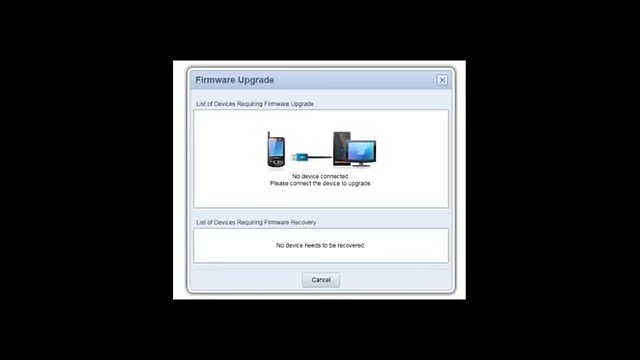 Firmware Upgrade
List of Devices Requiring Firmware Upgrade
No device connected.
Please connect the device to upgrade.
List of Devices Requiring Firmware Recovery
No device needs to be recovered.
Cancel